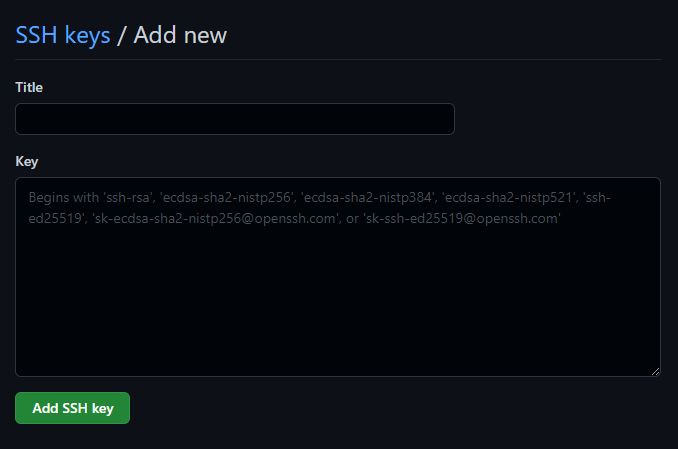 SSH keys / Add new
Title
Key
Begins with 'ssh-rsa', 'ecdsa-sha2-nistp256', 'ecdsa-sha2-nistp384', 'ecdsa-sha2-nistp521', 'ssh-
ed25519', 'sk-ecdsa-sha2-nistp256@openssh.com', or 'sk-ssh-ed25519@openssh.com'
Add SSH key